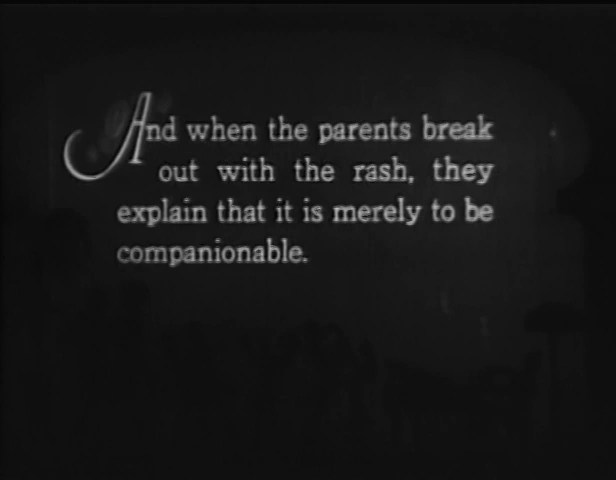 And when the parents break
out with the rash, they
explain that it is merely to be
companionable.